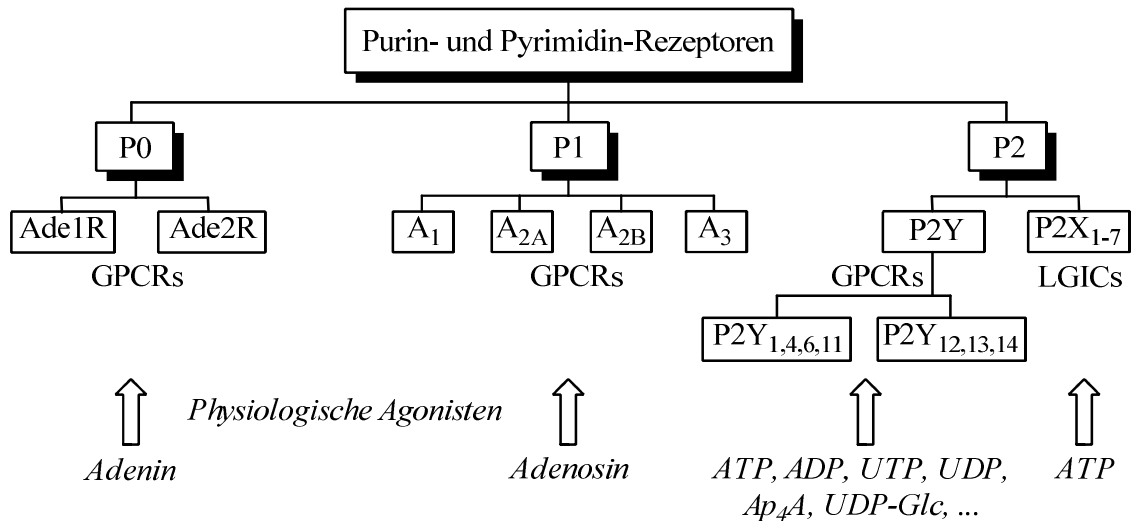 Purin- und Pyrimidin-Rezeptoren
P0 P1 P2
Ade1R Ade2R A₁ A₂A A₂B A₃ P2Y P2X₁₋₇
GPCRs GPCRs GPCRs LGICs
P2Y₁,₄,₆,₁₁ P2Y₁₂,₁₃,₁₄
Physiologische Agonisten
Adenin Adenosin ATP, ADP, UTP, UDP, ATP
Ap₄A, UDP-Glc, ...